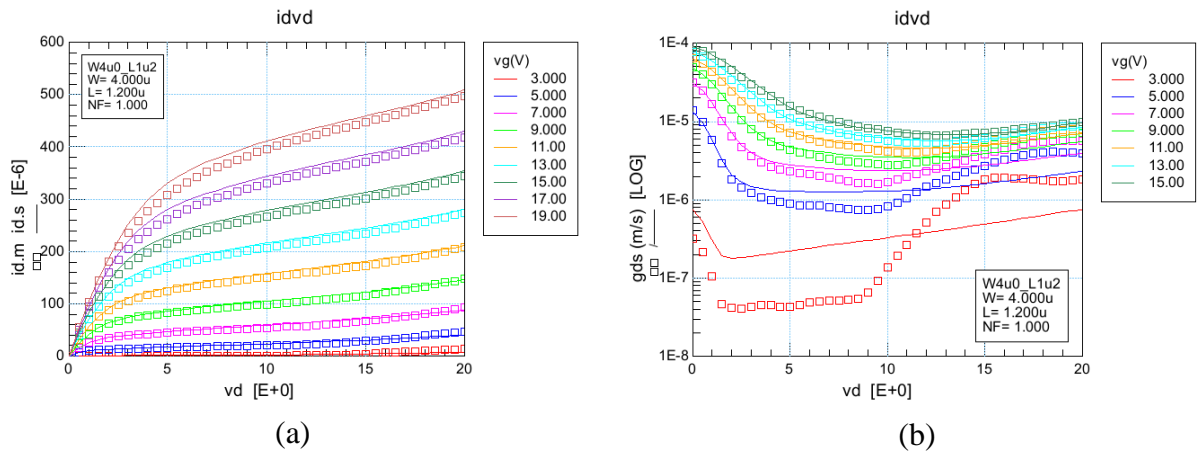 idvd
600
500
400
300
200
100
0
id.m id.s [E-6]
W4u0_L1u2
W= 4.000u
L= 1.200u
NF= 1.000
0 5 10 15 20
vd [E+0]
vg(V)
3.000
5.000
7.000
9.000
11.00
13.00
15.00
17.00
19.00
(a)
idvd
1E-4
1E-5
1E-6
1E-7
1E-8
gds (m/s) [LOG]
W4u0_L1u2
W= 4.000u
L= 1.200u
NF= 1.000
0 5 10 15 20
vd [E+0]
vg(V)
3.000
5.000
7.000
9.000
11.00
13.00
15.00
(b)